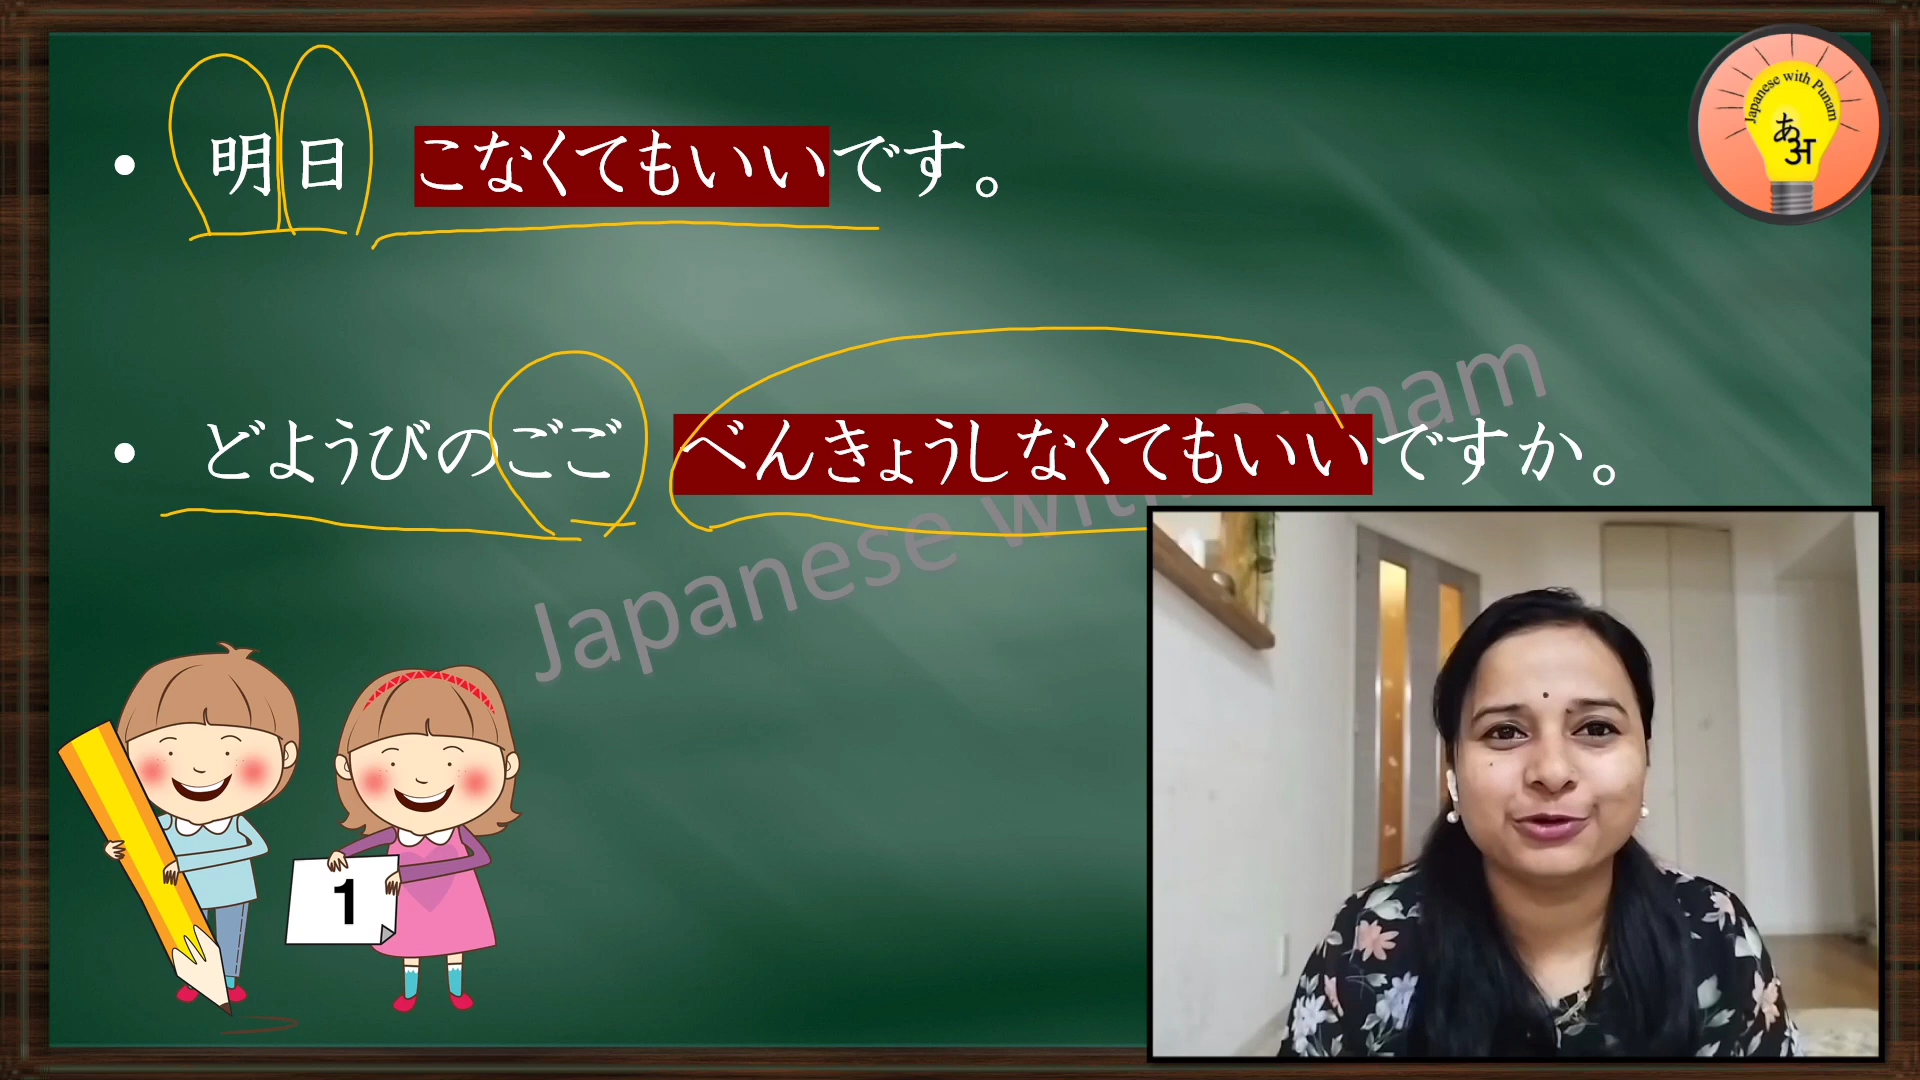 Japanese with Punam
あ
अ
明日 こなくてもいいです。
どようびのごご べんきょうしなくてもいいですか。
Japanese with Punam
1